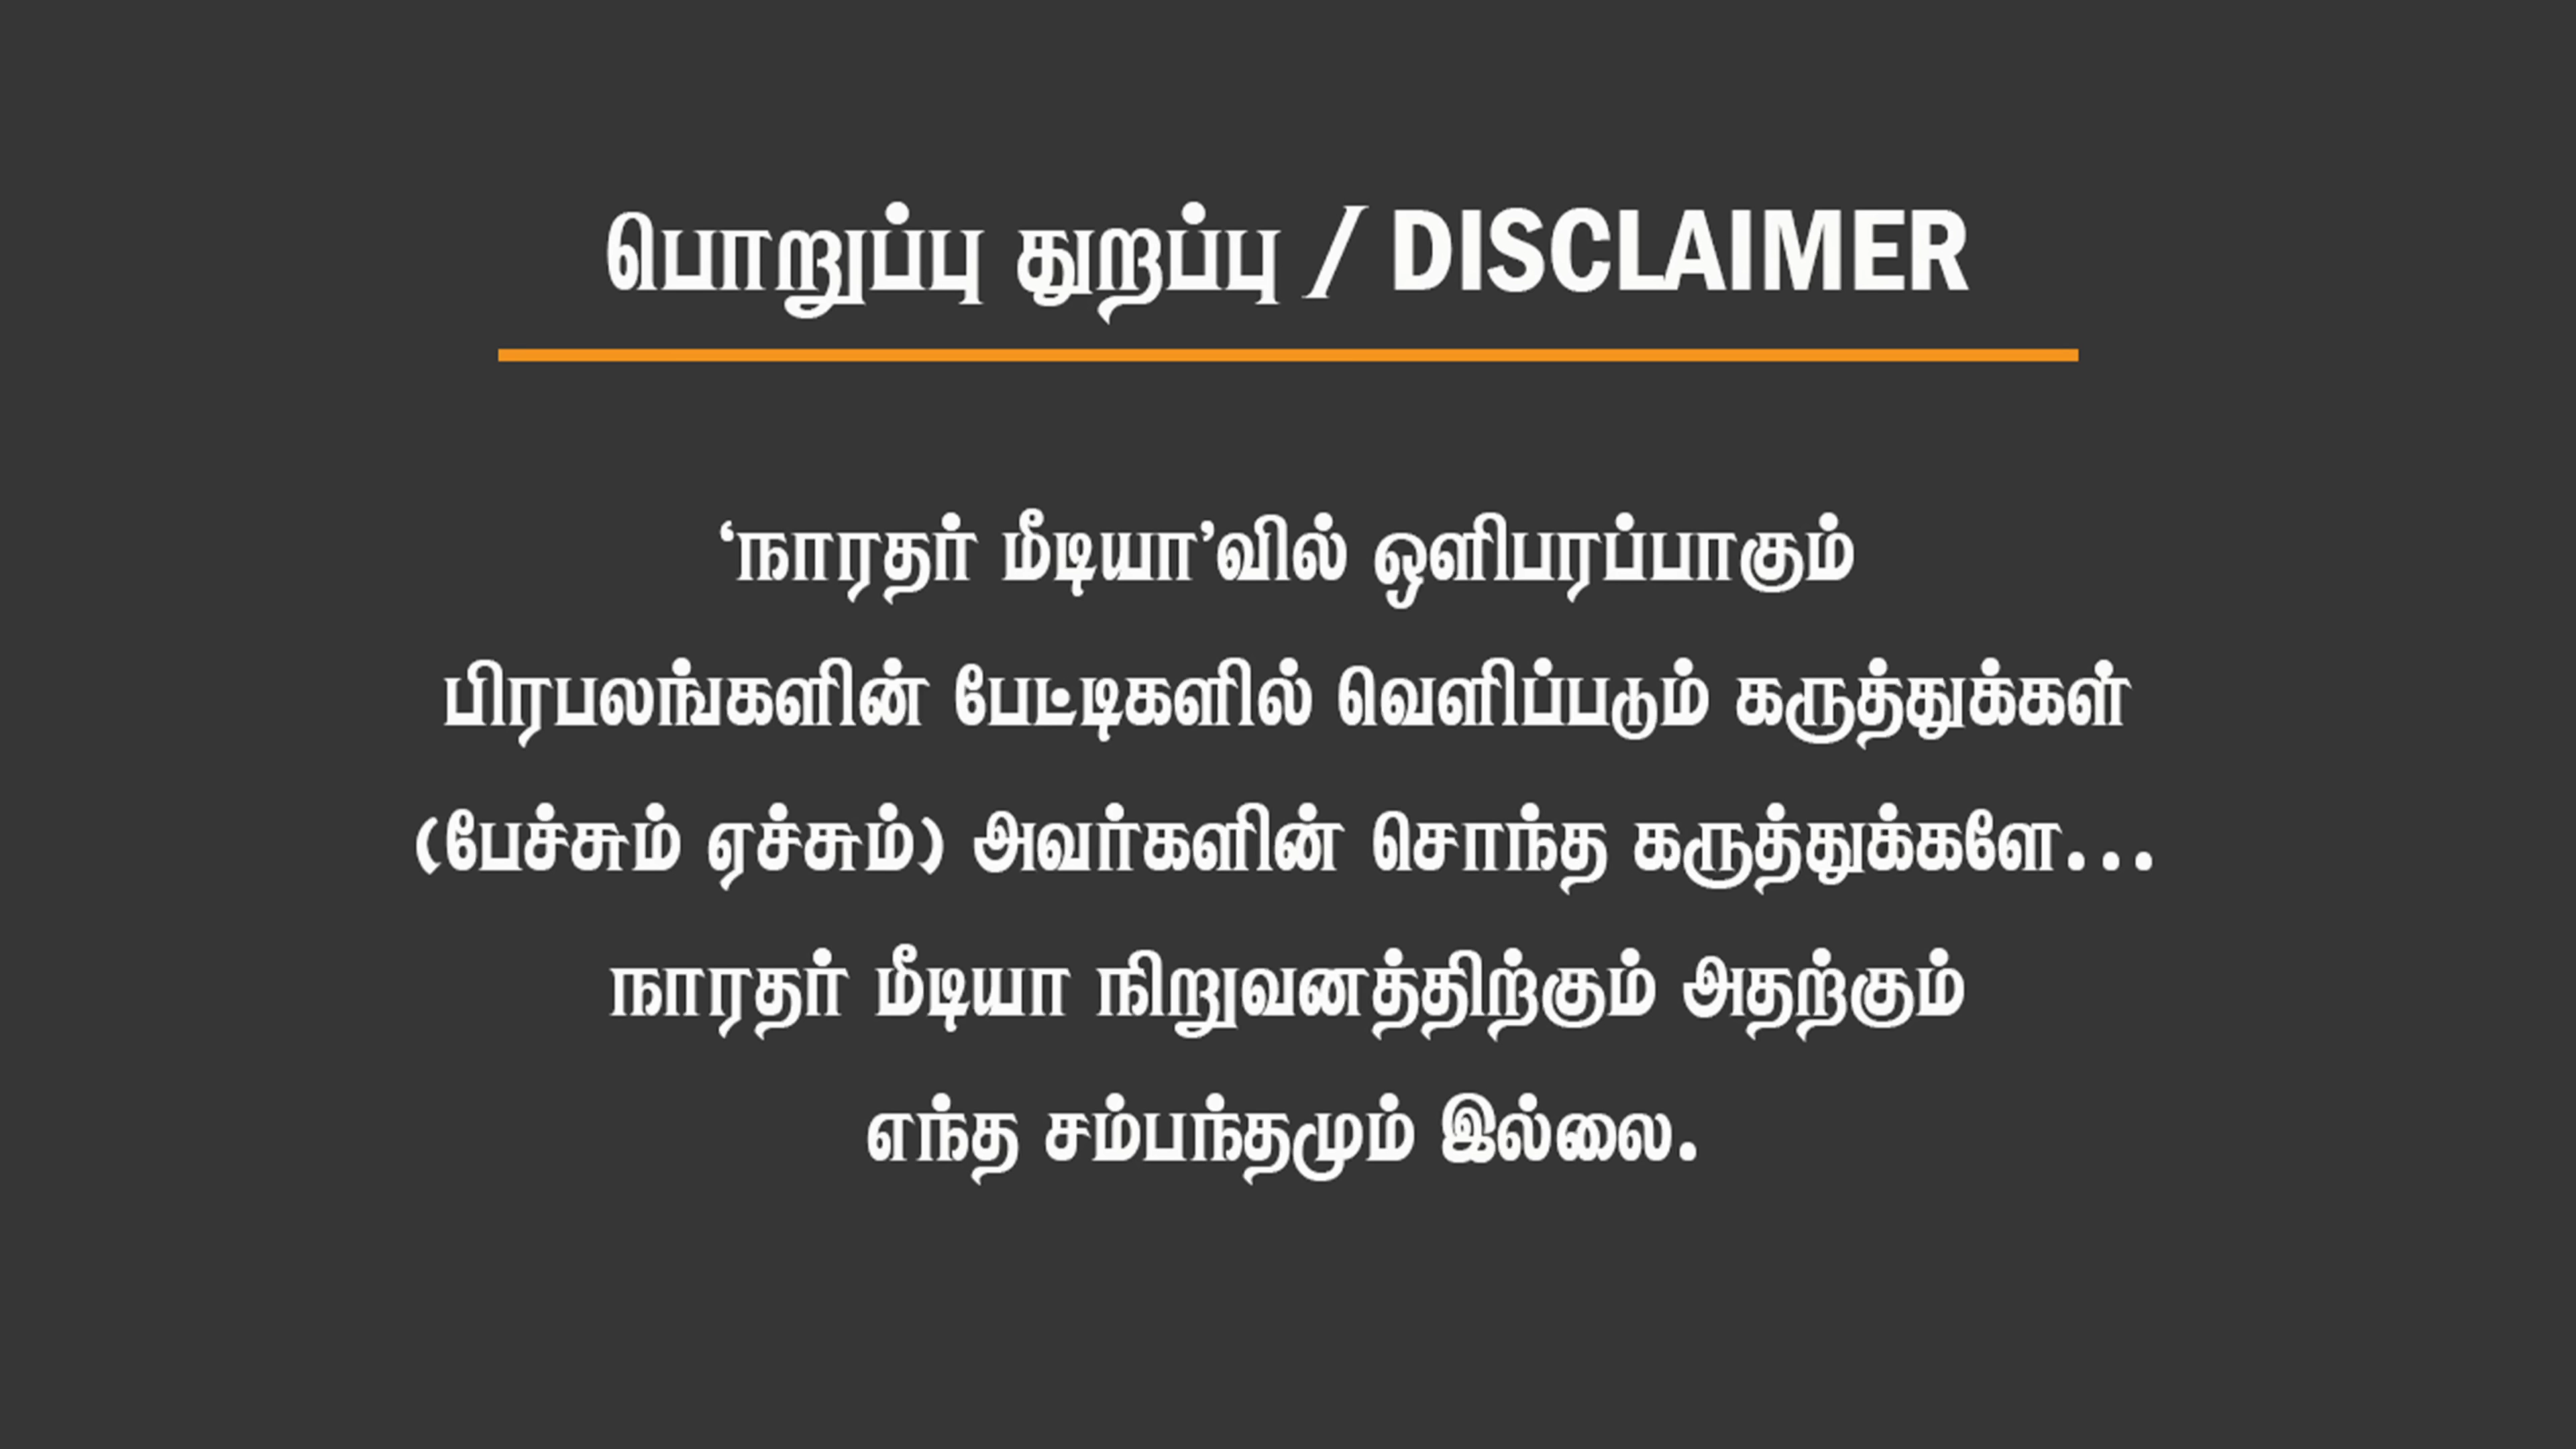 பொறுப்பு துறப்பு / DISCLAIMER
‘நாரதர் மீடியா’வில் ஒளிபரப்பாகும்
பிரபலங்களின் பேட்டிகளில் வெளிப்படும் கருத்துக்கள்
(பேச்சும் ஏச்சும்) அவர்களின் சொந்த கருத்துக்களே...
நாரதர் மீடியா நிறுவனத்திற்கும் அதற்கும்
எந்த சம்பந்தமும் இல்லை.